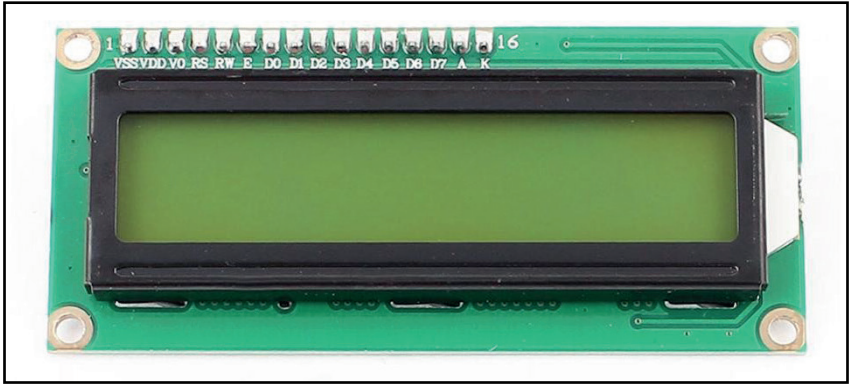 1 16
VSS VDD V0 RS RW E D0 D1 D2 D3 D4 D5 D6 D7 A K